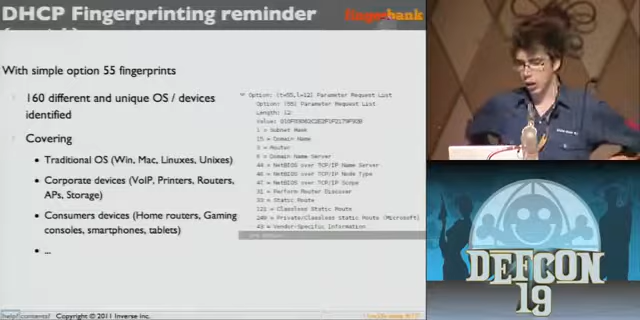 DHCP Fingerprinting reminder
fingerbank
With simple option 55 fingerprints
160 different and unique OS / devices
identified
Covering
• Traditional OS (Win, Mac, Linuxes, Unixes)
• Corporate devices (VoIP, Printers, Routers,
APs, Storage)
• Consumers devices (Home routers, Gaming
consoles, smartphones, tablets)
• ...
Option: (t=55,l=12) Parameter Request List
Option: (55) Parameter Request List
Length: 12
Value:
1 = Subnet Mask
15 = Domain Name
3 = Router
6 = Domain Name Server
44 = NetBIOS over TCP/IP Name Server
46 = NetBIOS over TCP/IP Node Type
47 = NetBIOS over TCP/IP Scope
31 = Perform Router Discover
33 = Static Route
121 = Classless Static Route
249 = Private/Classless Static Route (Microsoft)
43 = Vendor-Specific Information
Copyright © 2011 Inverse Inc.
DEFCON
19